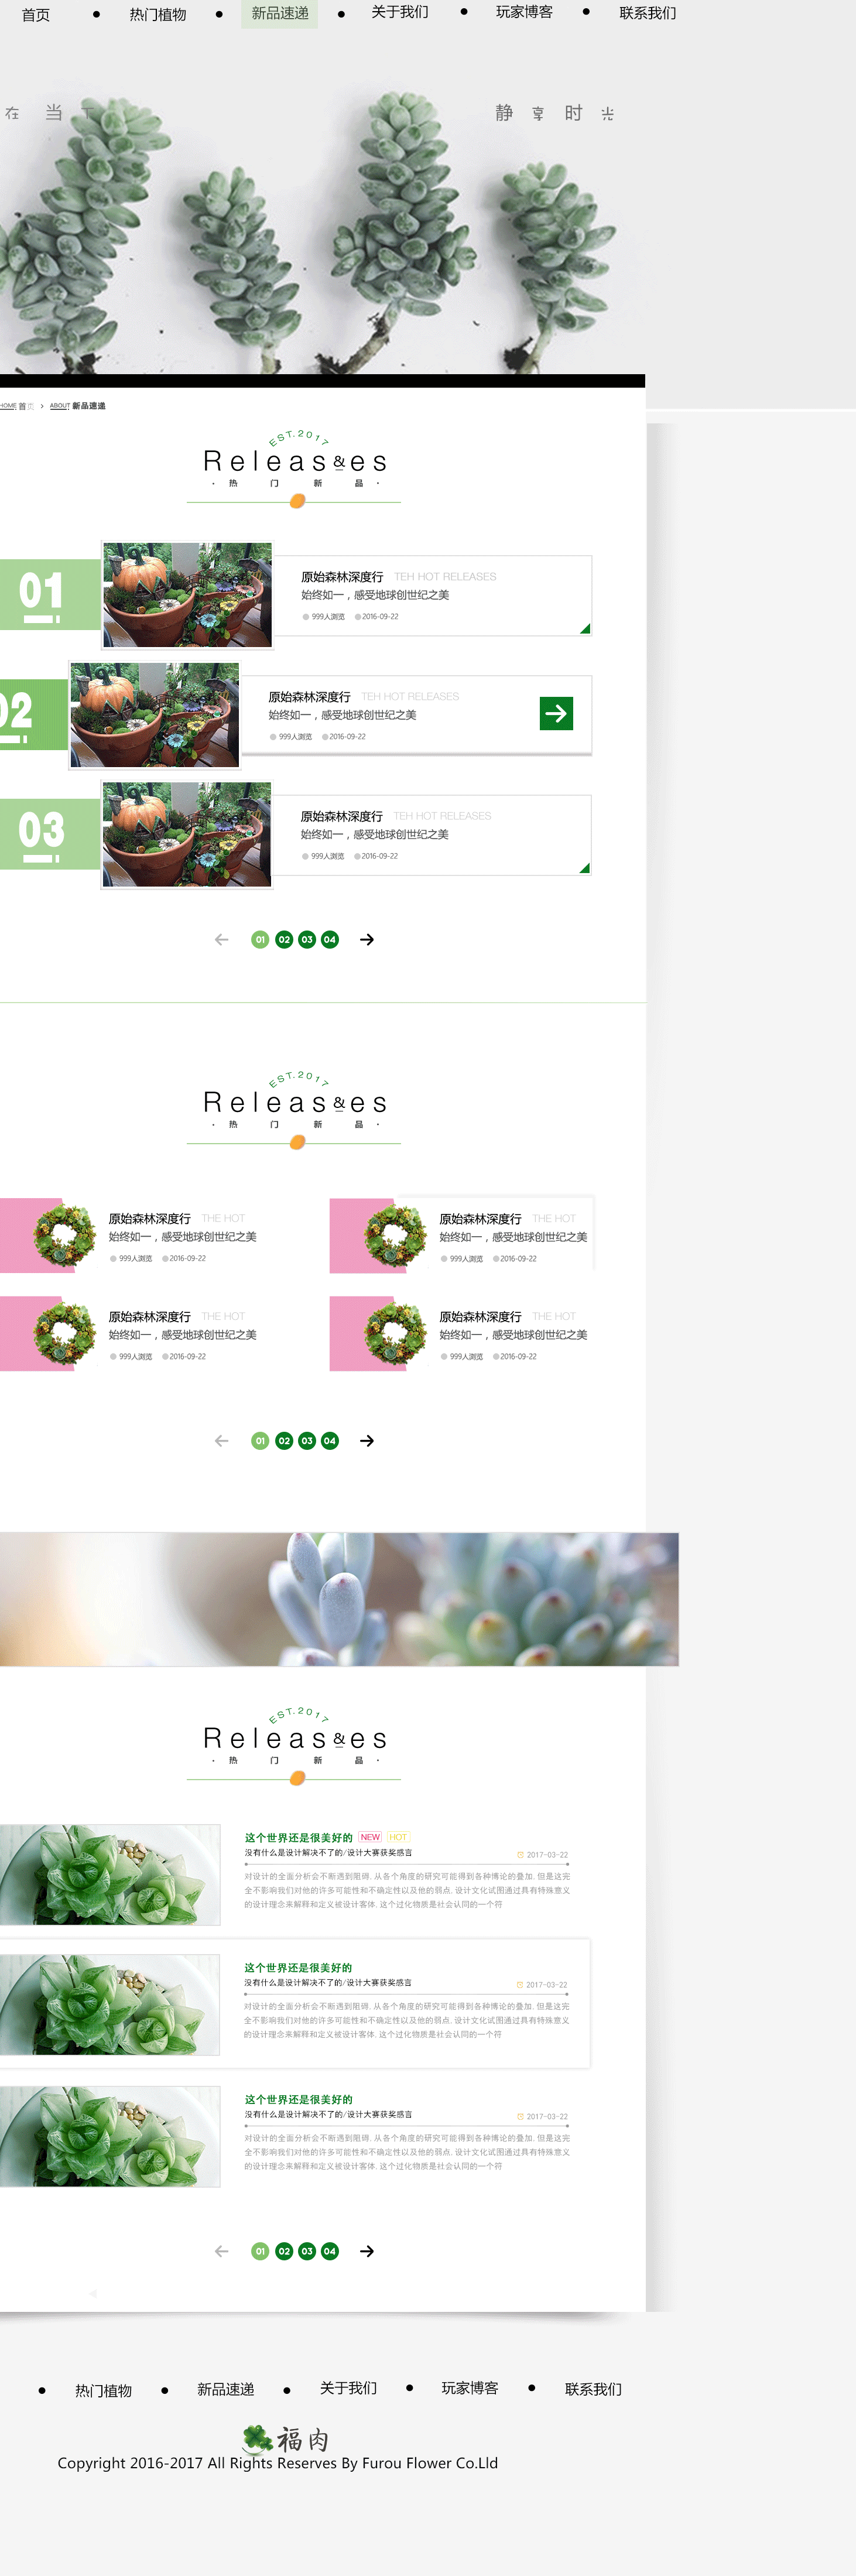 首页 • 热门植物 • 新品速递 • 关于我们 • 玩家博客 • 联系我们
在 当 下
静 享 时 光
HOME 首页 > ABOUT 新品速递
EST.2017
Releas&es
· 热 门 新 品 ·
01
原始森林深度行 TEH HOT RELEASES
始终如一，感受地球创世纪之美
999人浏览 2016-09-22
02
原始森林深度行 TEH HOT RELEASES
始终如一，感受地球创世纪之美
999人浏览 2016-09-22
03
原始森林深度行 TEH HOT RELEASES
始终如一，感受地球创世纪之美
999人浏览 2016-09-22
← 01 02 03 04 →
EST.2017
Releas&es
· 热 门 新 品 ·
原始森林深度行 THE HOT
始终如一，感受地球创世纪之美
999人浏览 2016-09-22
原始森林深度行 THE HOT
始终如一，感受地球创世纪之美
999人浏览 2016-09-22
原始森林深度行 THE HOT
始终如一，感受地球创世纪之美
999人浏览 2016-09-22
原始森林深度行 THE HOT
始终如一，感受地球创世纪之美
999人浏览 2016-09-22
← 01 02 03 04 →
EST.2017
Releas&es
· 热 门 新 品 ·
这个世界还是很美好的 NEW HOT
没有什么是设计解决不了的/设计大赛获奖感言
2017-03-22
对设计的全面分析会不断遇到阻碍, 从各个角度的研究可能得到各种博论的叠加, 但是这完
全不影响我们对他的许多可能性和不确定性以及他的弱点, 设计文化试图通过具有特殊意义
的设计理念来解释和定义被设计客体, 这个过化物质是社会认同的一个符
这个世界还是很美好的
没有什么是设计解决不了的/设计大赛获奖感言
2017-03-22
对设计的全面分析会不断遇到阻碍, 从各个角度的研究可能得到各种博论的叠加, 但是这完
全不影响我们对他的许多可能性和不确定性以及他的弱点, 设计文化试图通过具有特殊意义
的设计理念来解释和定义被设计客体, 这个过化物质是社会认同的一个符
这个世界还是很美好的
没有什么是设计解决不了的/设计大赛获奖感言
2017-03-22
对设计的全面分析会不断遇到阻碍, 从各个角度的研究可能得到各种博论的叠加, 但是这完
全不影响我们对他的许多可能性和不确定性以及他的弱点, 设计文化试图通过具有特殊意义
的设计理念来解释和定义被设计客体, 这个过化物质是社会认同的一个符
← 01 02 03 04 →
• 热门植物 • 新品速递 • 关于我们 • 玩家博客 • 联系我们
福肉
Copyright 2016-2017 All Rights Reserves By Furou Flower Co.Lld